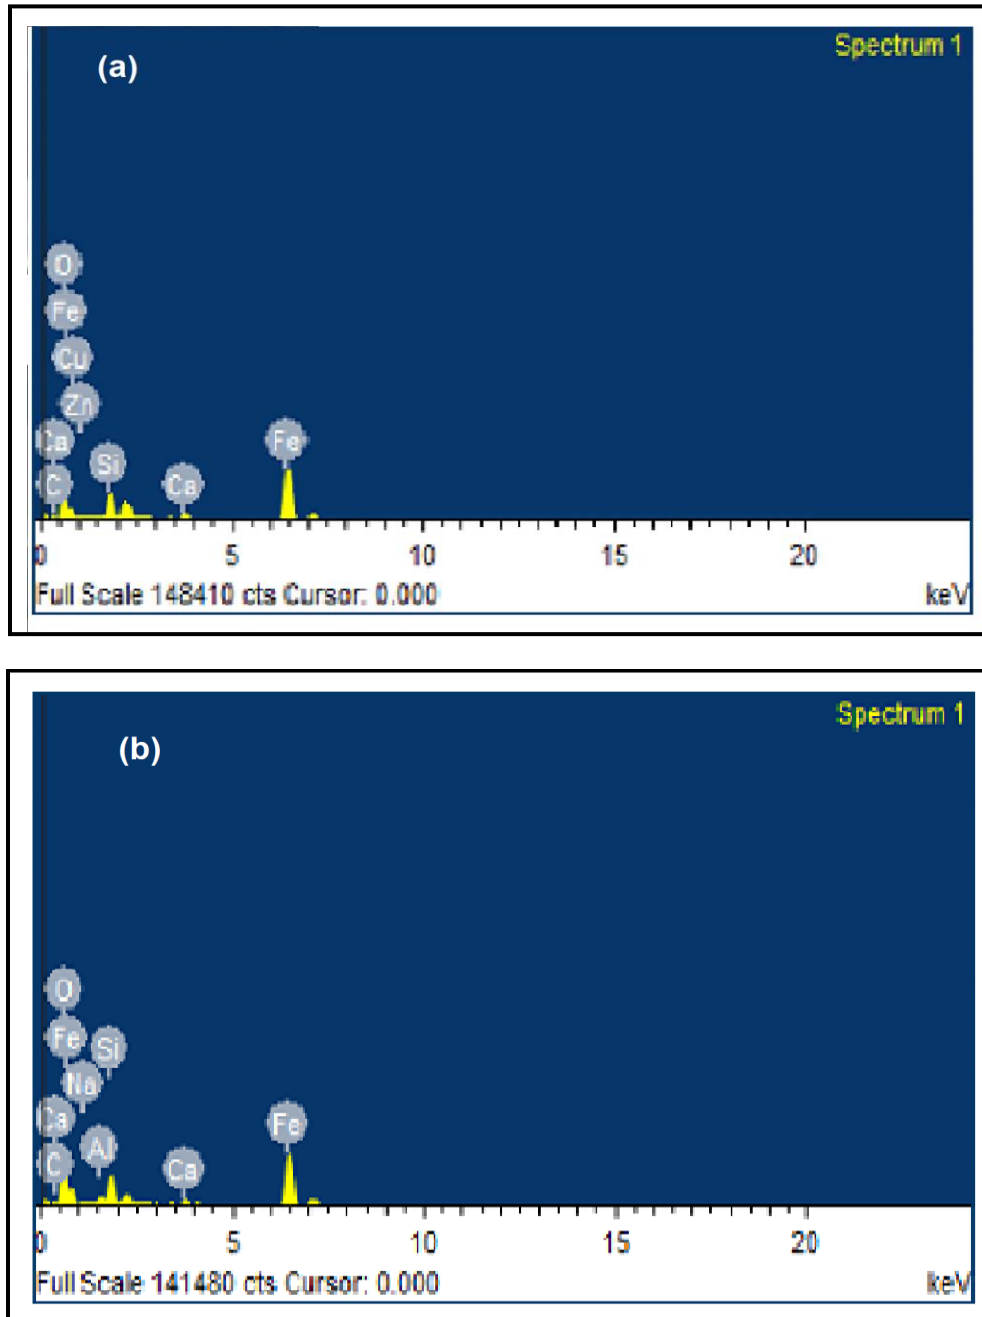 Spectrum 1
(a)
O
Fe
Cu
Zn
Ca
C
Si
Ca
Fe
0 5 10 15 20
Full Scale 148410 cts Cursor: 0.000 keV
Spectrum 1
(b)
O
Fe
Si
Na
Ca
C
Al
Ca
Fe
0 5 10 15 20
Full Scale 141480 cts Cursor: 0.000 keV